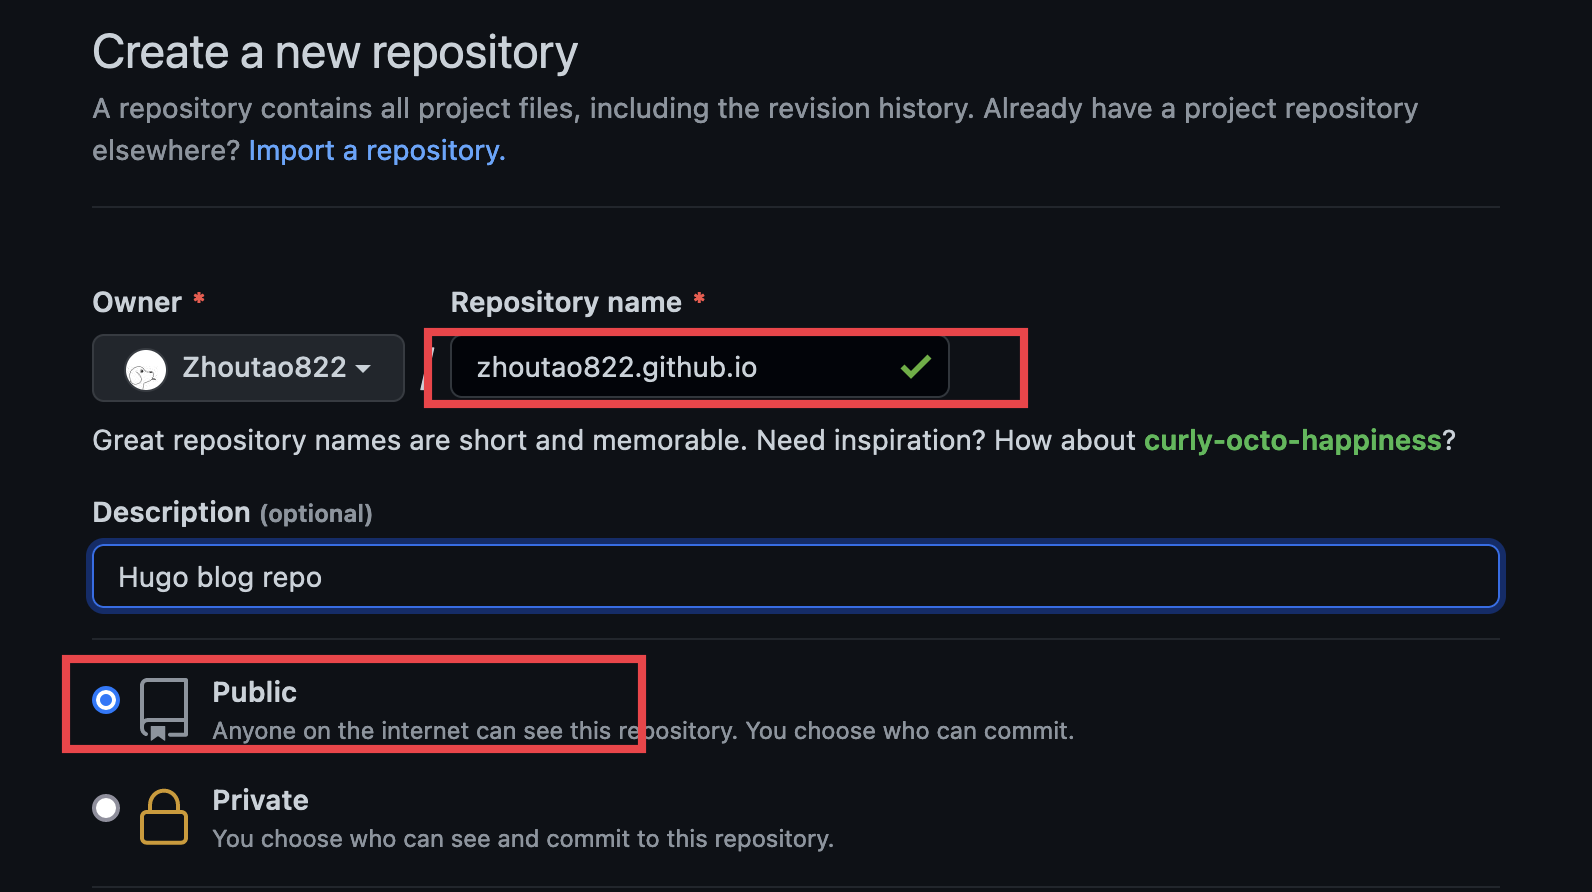 Create a new repository
A repository contains all project files, including the revision history. Already have a project repository
elsewhere? Import a repository.
Owner * Repository name *
Zhoutao822 / zhoutao822.github.io
Great repository names are short and memorable. Need inspiration? How about curly-octo-happiness?
Description (optional)
Hugo blog repo
Public
Anyone on the internet can see this repository. You choose who can commit.
Private
You choose who can see and commit to this repository.